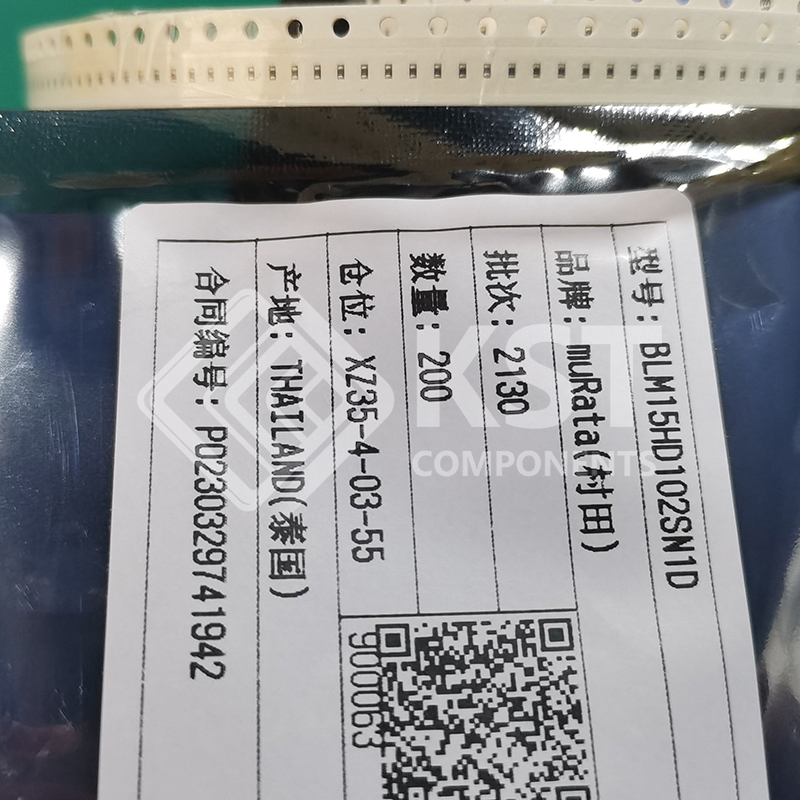 型号: BLM15HD102SN1D
品牌: muRata(村田)
批次: 2130
数量: 200
仓位: XZ35-4-03-55
产地: THAILAND(泰国)
合同编号: PO230329741942
900063
KST
COMPONENTS